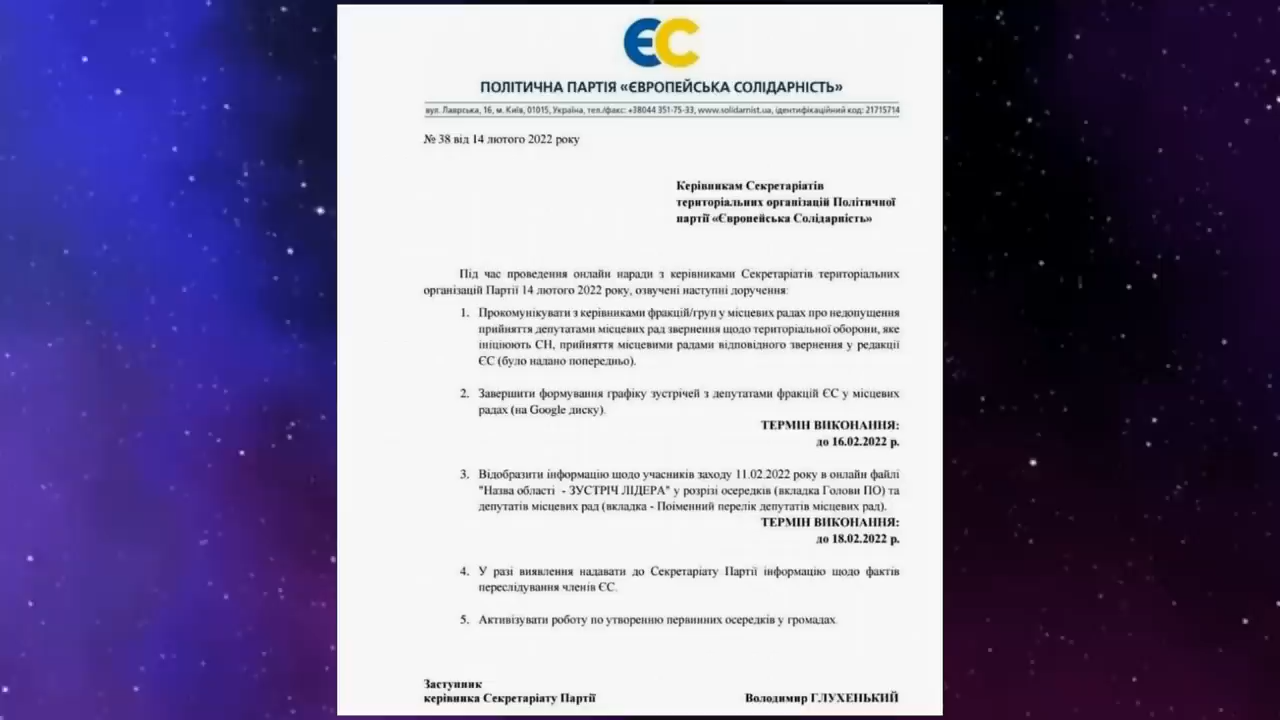 ЄС
ПОЛІТИЧНА ПАРТІЯ «ЄВРОПЕЙСЬКА СОЛІДАРНІСТЬ»
вул. Лаврська, 16, м. Київ, 01015, Україна, тел./факс: +38044 351-75-33, www.solidarnist.ua, ідентифікаційний код: 21715714
№ 38 від 14 лютого 2022 року
Керівникам Секретаріатів
територіальних організацій Політичної
партії «Європейська Солідарність»
Під час проведення онлайн наради з керівниками Секретаріатів територіальних
організацій Партії 14 лютого 2022 року, озвучені наступні доручення:
1. Прокомунікувати з керівниками фракцій/груп у місцевих радах про недопущення
прийняття депутатами місцевих рад звернення щодо територіальної оборони, яке
ініціюють СН, прийняття місцевими радами відповідного звернення у редакції
ЄС (було надано попередньо).
2. Завершити формування графіку зустрічей з депутатами фракцій ЄС у місцевих
радах (на Google диску).
ТЕРМІН ВИКОНАННЯ:
до 16.02.2022 р.
3. Відобразити інформацію щодо учасників заходу 11.02.2022 року в онлайн файлі
"Назва області - ЗУСТРІЧ ЛІДЕРА" у розрізі осередків (вкладка Голови ПО) та
депутатів місцевих рад (вкладка - Поіменний перелік депутатів місцевих рад).
ТЕРМІН ВИКОНАННЯ:
до 18.02.2022 р.
4. У разі виявлення надавати до Секретаріату Партії інформацію щодо фактів
переслідування членів ЄС.
5. Активізувати роботу по утворенню первинних осередків у громадах.
Заступник
керівника Секретаріату Партії Володимир ГЛУХЕНЬКИЙ